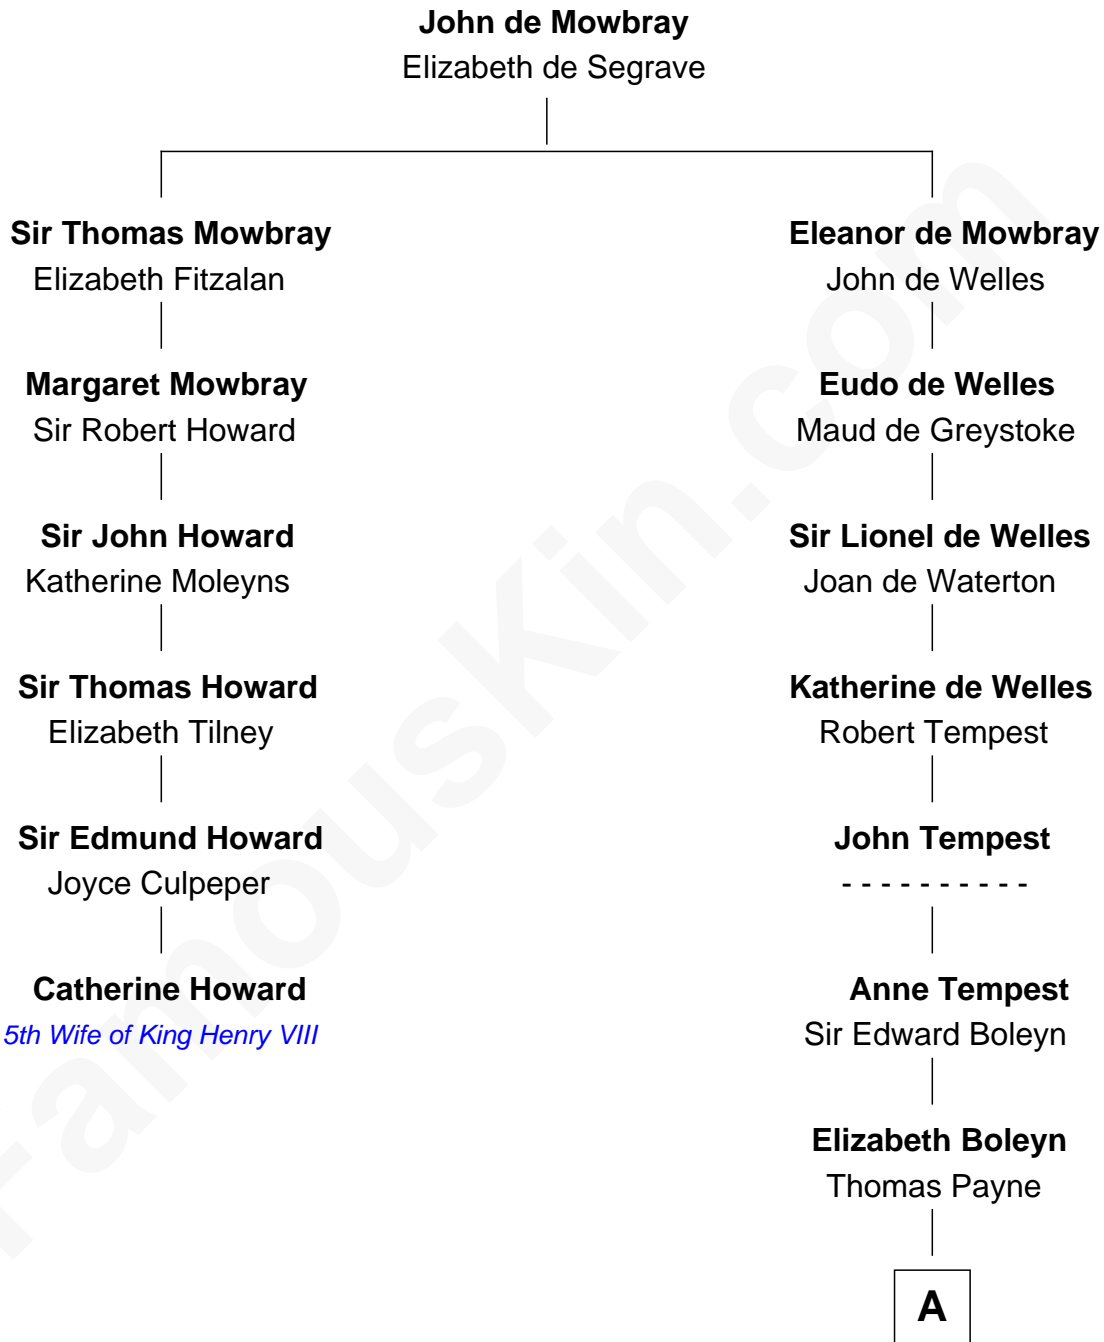 John de Mowbray
Elizabeth de Segrave
Sir Thomas Mowbray
Elizabeth Fitzalan
Margaret Mowbray
Sir Robert Howard
Sir John Howard
Katherine Moleyns
Sir Thomas Howard
Elizabeth Tilney
Sir Edmund Howard
Joyce Culpeper
Catherine Howard
5th Wife of King Henry VIII
Eleanor de Mowbray
John de Welles
Eudo de Welles
Maud de Greystoke
Sir Lionel de Welles
Joan de Waterton
Katherine de Welles
Robert Tempest
John Tempest
- - - - - - - - - -
Anne Tempest
Sir Edward Boleyn
Elizabeth Boleyn
Thomas Payne
A
FamousKin.com